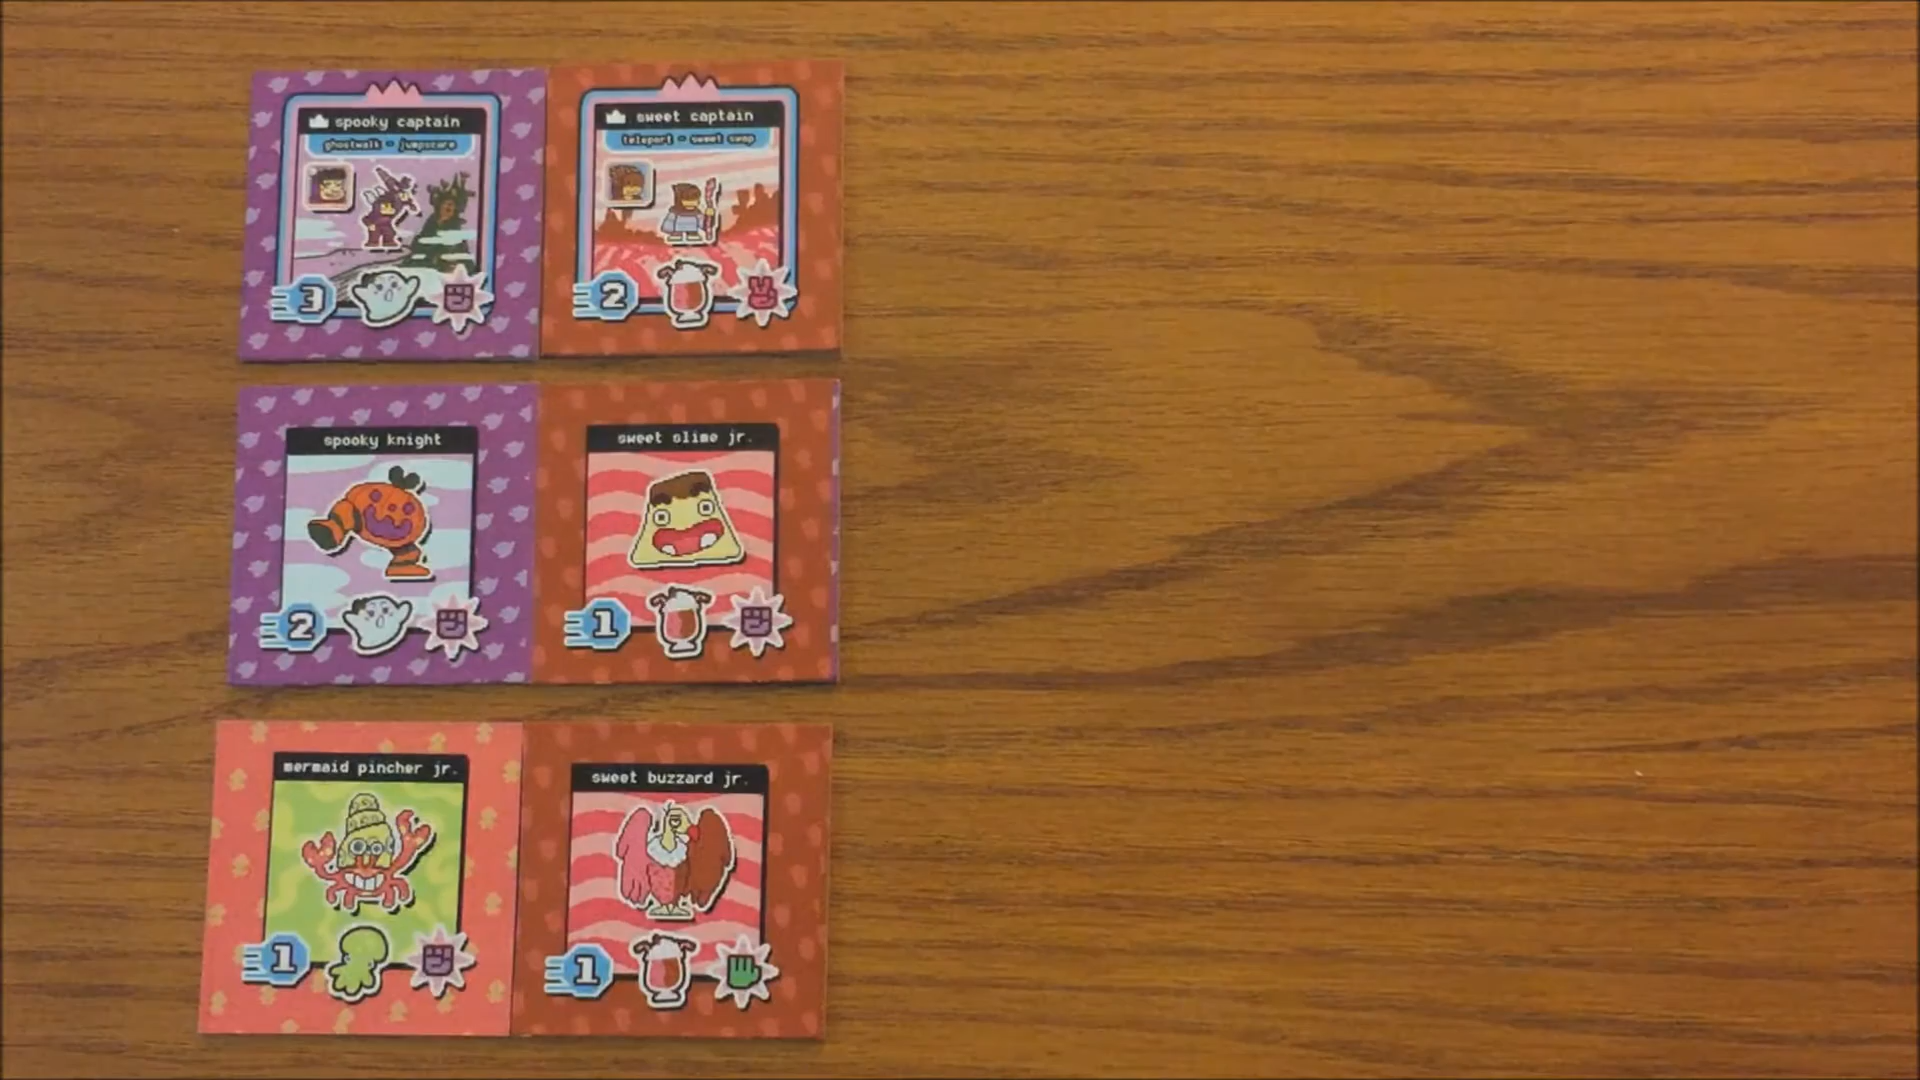 spooky captain
ghostwalk - jumpscare
3
sweet captain
teleport - sweet swap
2
spooky knight
2
sweet slime jr.
1
mermaid pincher jr.
1
sweet buzzard jr.
1